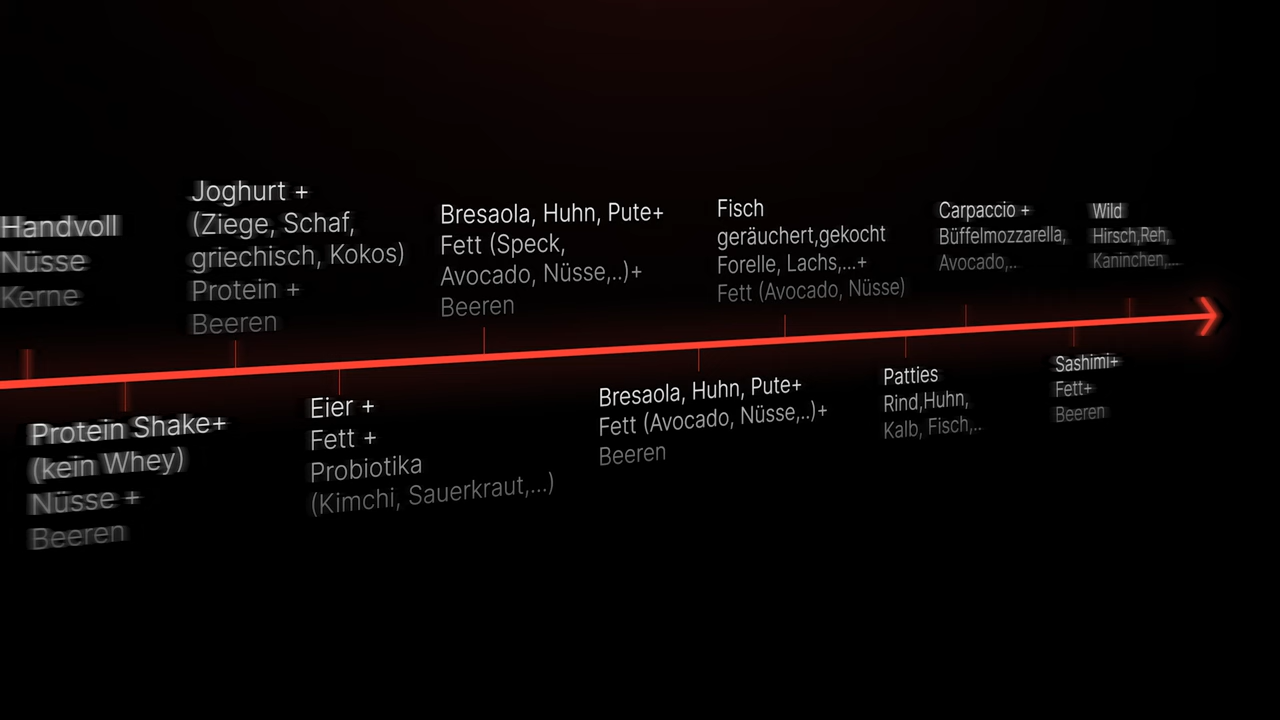 Handvoll
Nüsse
Kerne
Protein Shake+
(kein Whey)
Nüsse +
Beeren
Joghurt +
(Ziege, Schaf,
griechisch, Kokos)
Protein +
Beeren
Eier +
Fett +
Probiotika
(Kimchi, Sauerkraut,...)
Bresaola, Huhn, Pute+
Fett (Speck,
Avocado, Nüsse,..)+
Beeren
Bresaola, Huhn, Pute+
Fett (Avocado, Nüsse,..)+
Beeren
Fisch
geräuchert,gekocht
Forelle, Lachs,...+
Fett (Avocado, Nüsse)
Patties
Rind,Huhn,
Kalb, Fisch,..
Carpaccio +
Büffelmozzarella,
Avocado,..
Sashimi+
Fett+
Beeren
Wild
Hirsch,Reh,
Kaninchen,...